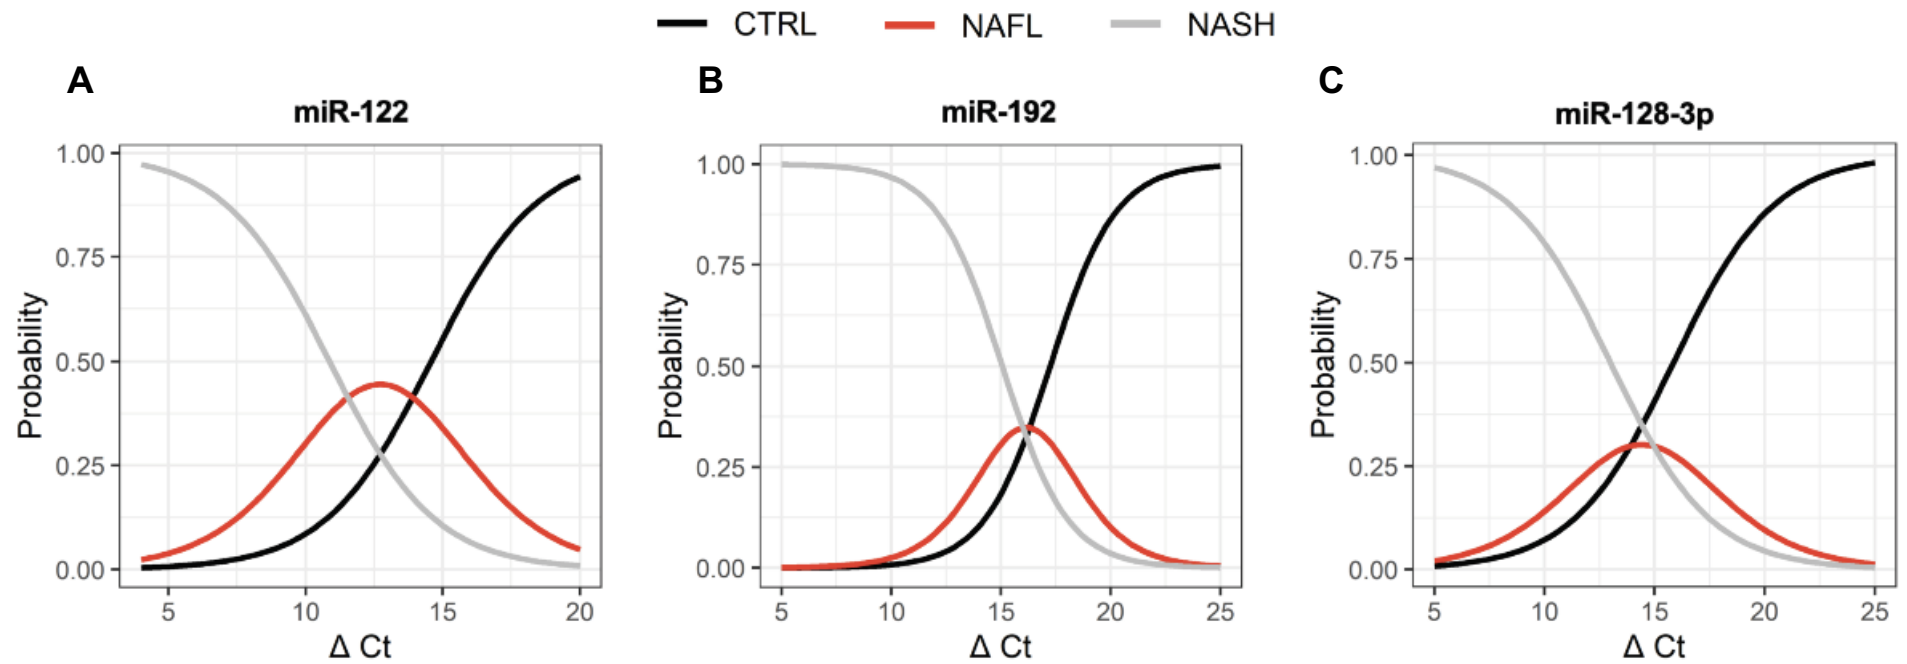 CTRL NAFL NASH
A
miR-122
1.00
0.75
0.50
0.25
0.00
Probability
5 10 15 20
Δ Ct
B
miR-192
1.00
0.75
0.50
0.25
0.00
Probability
5 10 15 20 25
Δ Ct
C
miR-128-3p
1.00
0.75
0.50
0.25
0.00
Probability
5 10 15 20 25
Δ Ct